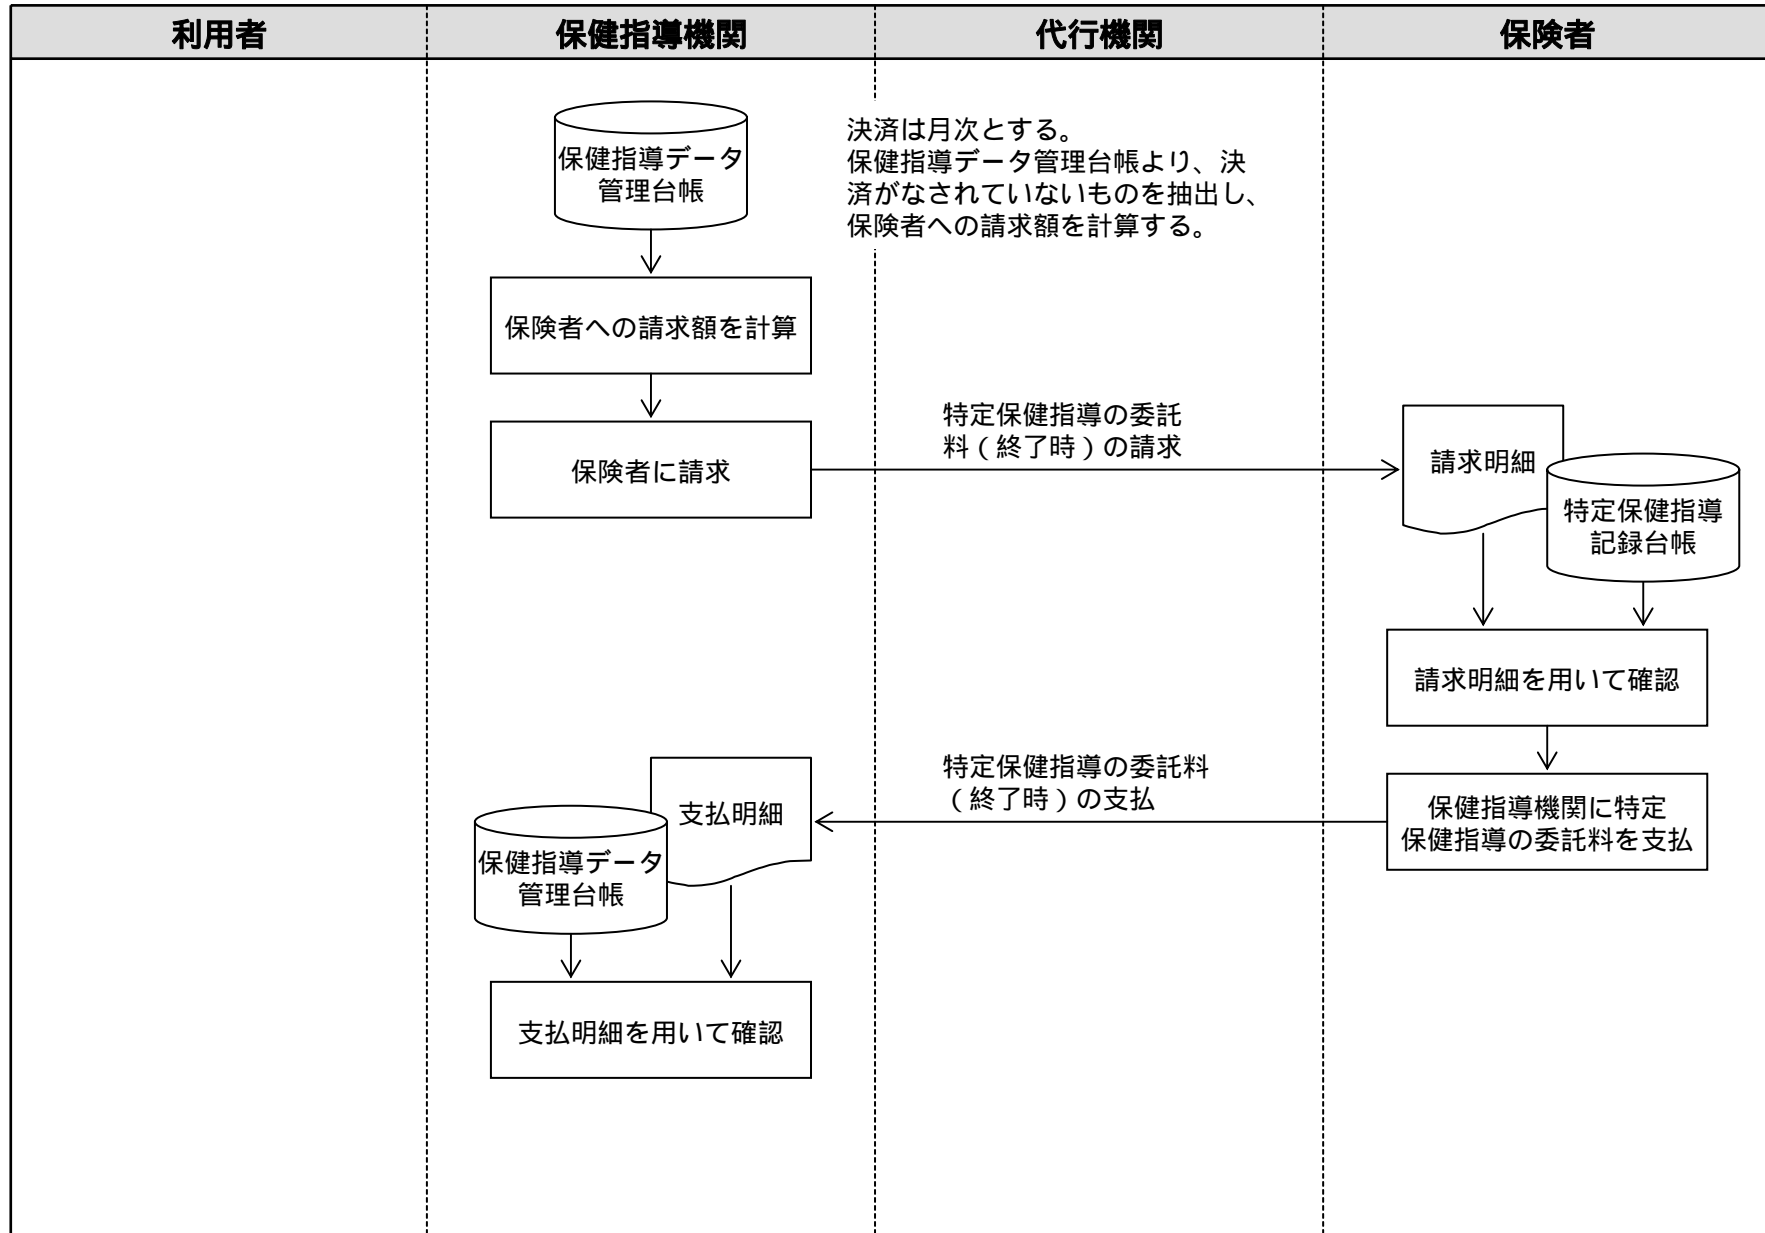 利用者
保健指導機関
代行機関
保険者
保健指導データ
管理台帳
決済は月次とする。
保健指導データ管理台帳より、決
済がなされていないものを抽出し、
保険者への請求額を計算する。
保険者への請求額を計算
保険者に請求
特定保健指導の委託
料（終了時）の請求
請求明細
特定保健指導
記録台帳
請求明細を用いて確認
保健指導機関に特定
保健指導の委託料を支払
特定保健指導の委託料
（終了時）の支払
支払明細
保健指導データ
管理台帳
支払明細を用いて確認